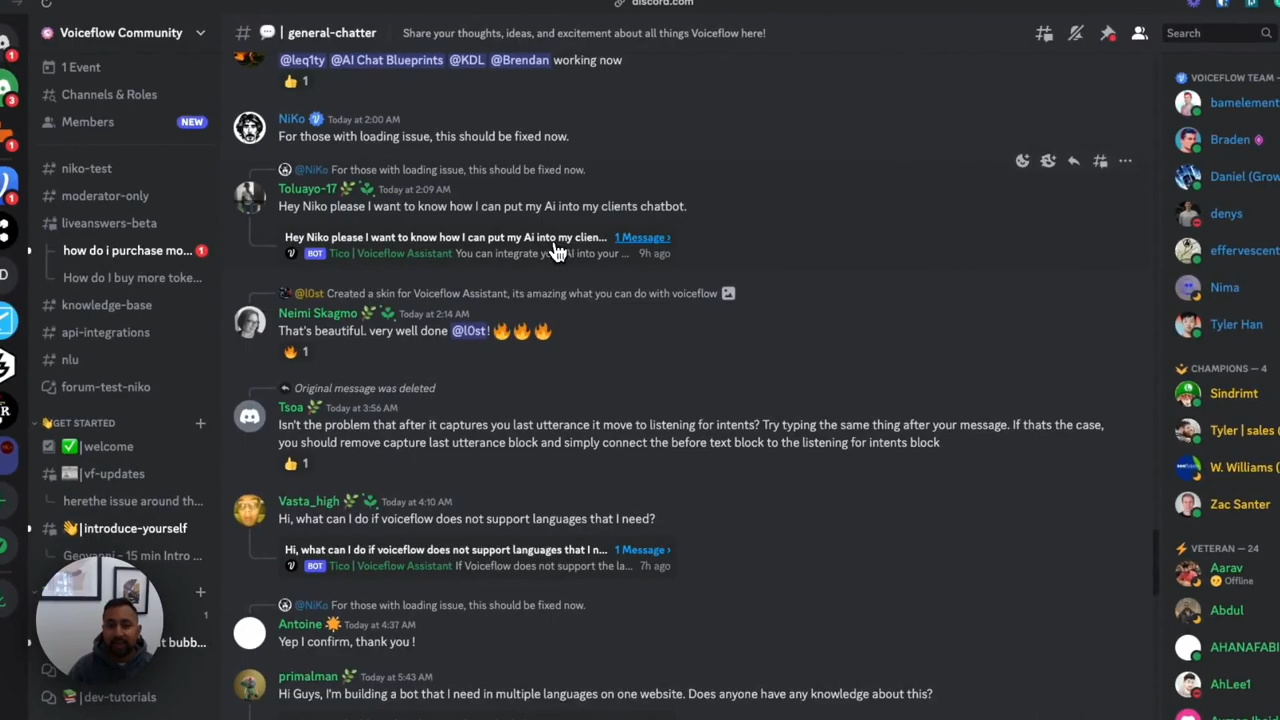 discord.com
Voiceflow Community
1 Event
Channels & Roles
Members
NEW
niko-test
moderator-only
liveanswers-beta
how do i purchase mo...
1
How do I buy more toke...
knowledge-base
api-integrations
nlu
forum-test-niko
GET STARTED
welcome
vf-updates
herethe issue around th...
introduce-yourself
Geovanni - 15 min Intro ...
1
at bubb...
dev-tutorials
general-chatter
Share your thoughts, ideas, and excitement about all things Voiceflow here!
Search
@leq1ty @AI Chat Blueprints @KDL @Brendan working now
👍 1
NiKo Today at 2:00 AM
For those with loading issue, this should be fixed now.
@NiKo For those with loading issue, this should be fixed now.
Toluayo-17 Today at 2:09 AM
Hey Niko please I want to know how I can put my Ai into my clients chatbot.
Hey Niko please I want to know how I can put my Ai into my clien... 1 Message ›
BOT Tico | Voiceflow Assistant You can integrate AI into your ... 9h ago
@l0st Created a skin for Voiceflow Assistant, its amazing what you can do with voiceflow
Neimi Skagmo Today at 2:14 AM
That's beautiful. very well done @l0st! 🔥🔥🔥
🔥 1
Original message was deleted
Tsoa Today at 3:56 AM
Isn't the problem that after it captures you last utterance it move to listening for intents? Try typing the same thing after your message. If thats the case,
you should remove capture last utterance block and simply connect the before text block to the listening for intents block
👍 1
Vasta_high Today at 4:10 AM
Hi, what can I do if voiceflow does not support languages that I need?
Hi, what can I do if voiceflow does not support languages that I n... 1 Message ›
BOT Tico | Voiceflow Assistant If Voiceflow does not support the la... 7h ago
@NiKo For those with loading issue, this should be fixed now.
Antoine Today at 4:37 AM
Yep I confirm, thank you !
primalman Today at 5:43 AM
Hi Guys, I'm building a bot that I need in multiple languages on one website. Does anyone have any knowledge about this?
VOICEFLOW TEAM —
bamelement
Braden
Daniel (Grow
denys
effervescent
Nima
Tyler Han
CHAMPIONS — 4
Sindrimt
Tyler | sales
W. Williams (
Zac Santer
VETERAN — 24
Aarav
Offline
Abdul
AHANAFABI
AhLee1
1
3
1
1
D
R